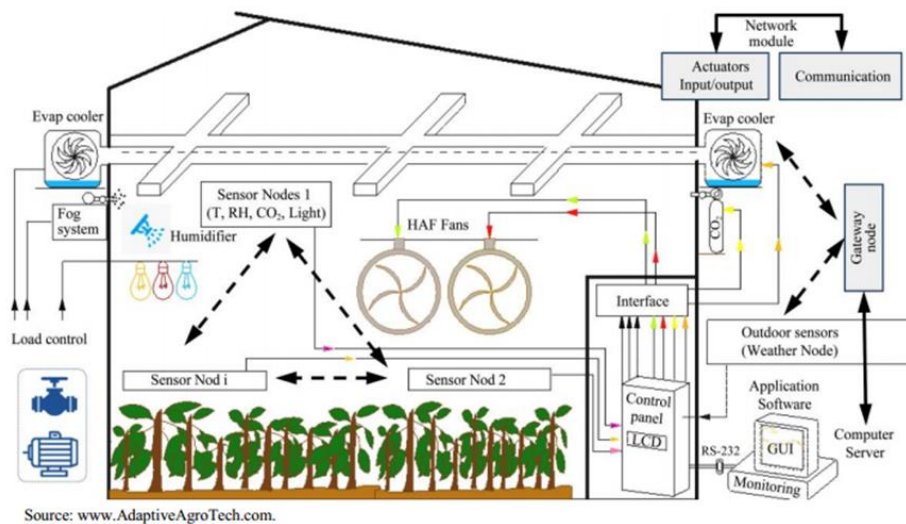 Network
module
Actuators
Input/output
Communication
Evap cooler
Evap cooler
Sensor Nodes 1
(T, RH, CO₂, Light)
Fog
system
Humidifier
HAF Fans
CO₂
Gateway
node
Interface
Load control
Outdoor sensors
(Weather Node)
Sensor Nod i
Sensor Nod 2
Control
panel
LCD
Application
Software
GUI
RS-232
Monitoring
Computer
Server
Source: www.AdaptiveAgroTech.com.